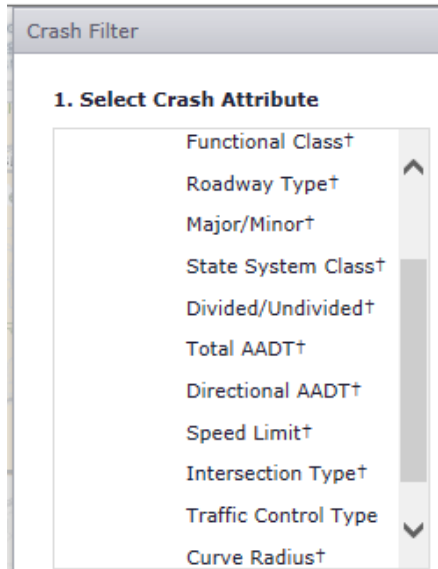 Crash Filter
1. Select Crash Attribute
Functional Class†
Roadway Type†
Major/Minor†
State System Class†
Divided/Undivided†
Total AADT†
Directional AADT†
Speed Limit†
Intersection Type†
Traffic Control Type
Curve Radius†